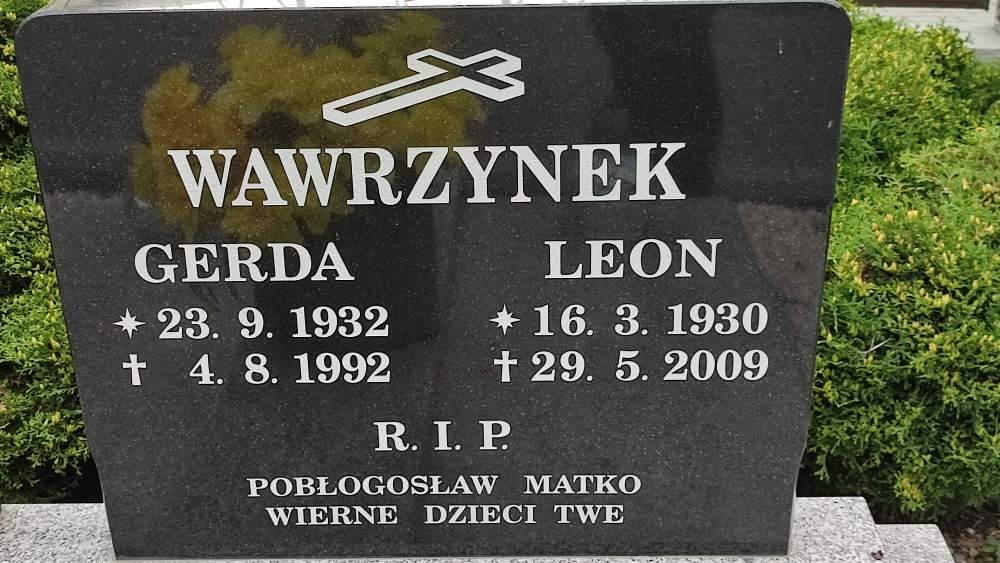 WAWRZYNEK
GERDA LEON
* 23. 9. 1932 * 16. 3. 1930
† 4. 8. 1992 † 29. 5. 2009
R. I. P.
POBŁOGOSŁAW MATKO
WIERNE DZIECI TWE